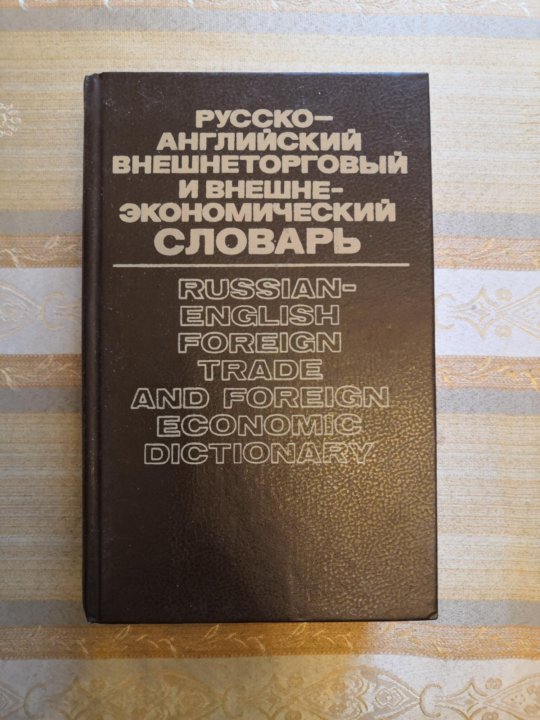 РУССКО-
АНГЛИЙСКИЙ
ВНЕШНЕТОРГОВЫЙ
И ВНЕШНЕ-
ЭКОНОМИЧЕСКИЙ
СЛОВАРЬ
RUSSIAN-
ENGLISH
FOREIGN
TRADE
AND FOREIGN
ECONOMIC
DICTIONARY